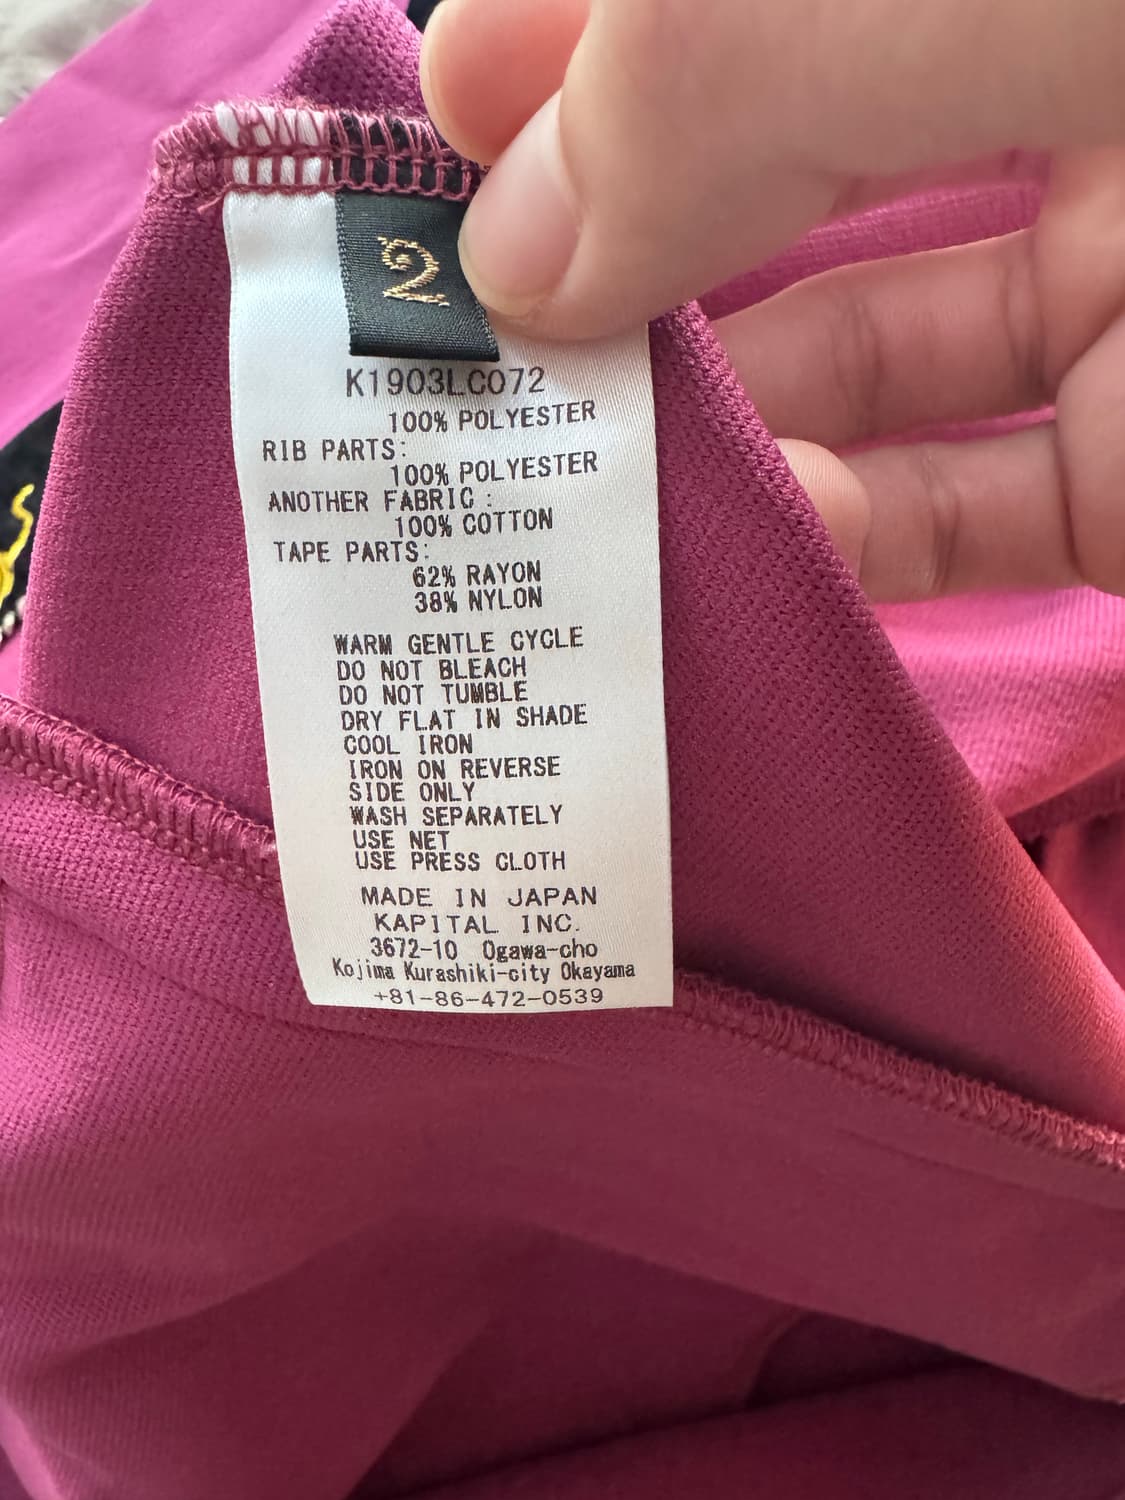 2
K1903LC072
100% POLYESTER
RIB PARTS:
100% POLYESTER
ANOTHER FABRIC :
100% COTTON
TAPE PARTS:
62% RAYON
38% NYLON
WARM GENTLE CYCLE
DO NOT BLEACH
DO NOT TUMBLE
DRY FLAT IN SHADE
COOL IRON
IRON ON REVERSE
SIDE ONLY
WASH SEPARATELY
USE NET
USE PRESS CLOTH
MADE IN JAPAN
KAPITAL INC.
3672-10 Ogawa-cho
Kojima Kurashiki-city Okayama
+81-86-472-0539